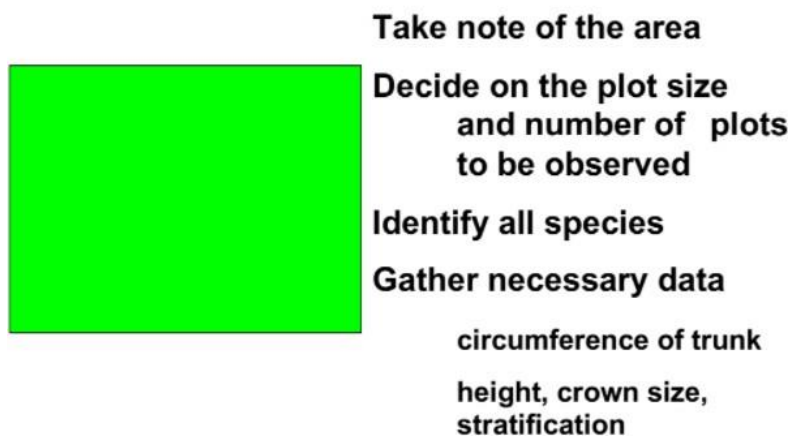 Take note of the area
Decide on the plot size
and number of plots
to be observed
Identify all species
Gather necessary data
circumference of trunk
height, crown size,
stratification